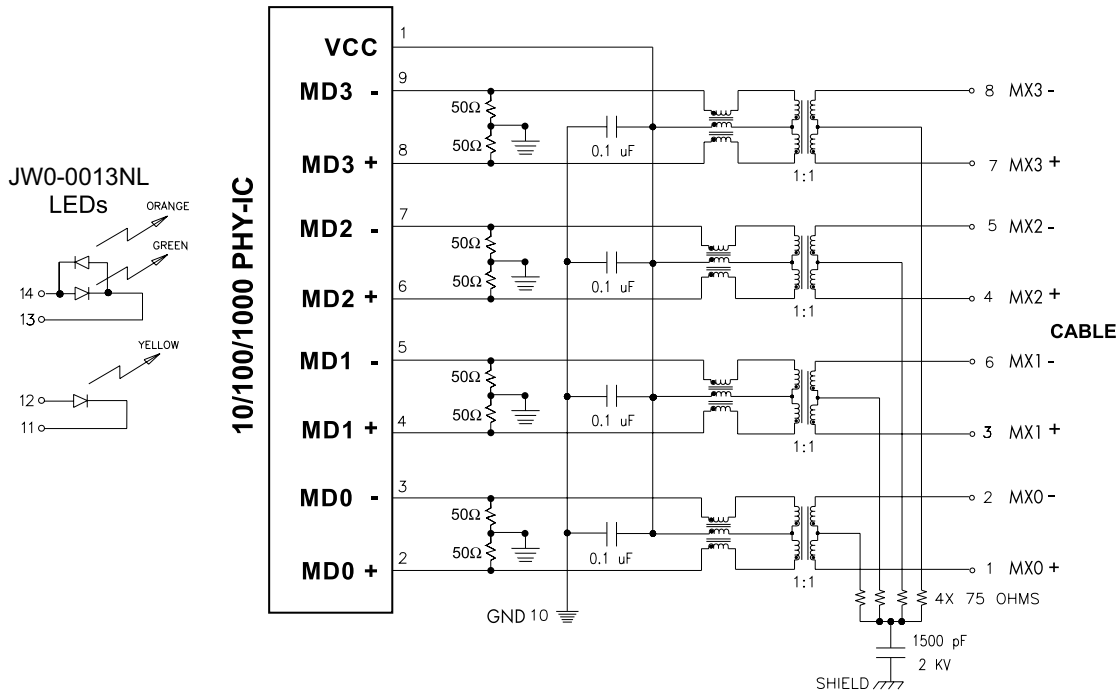 JW0-0013NL
LEDs
ORANGE
GREEN
14
13
YELLOW
12
11
10/100/1000 PHY-IC
VCC
1
MD3 -
9
50Ω
50Ω
MD3 +
8
0.1 uF
1:1
8 MX3 -
7 MX3 +
MD2 -
7
50Ω
50Ω
MD2 +
6
0.1 uF
1:1
5 MX2 -
4 MX2 +
CABLE
MD1 -
5
50Ω
50Ω
MD1 +
4
0.1 uF
1:1
6 MX1 -
3 MX1 +
MD0 -
3
50Ω
50Ω
MD0 +
2
0.1 uF
1:1
2 MX0 -
1 MX0 +
GND 10
4X 75 OHMS
1500 pF
2 KV
SHIELD